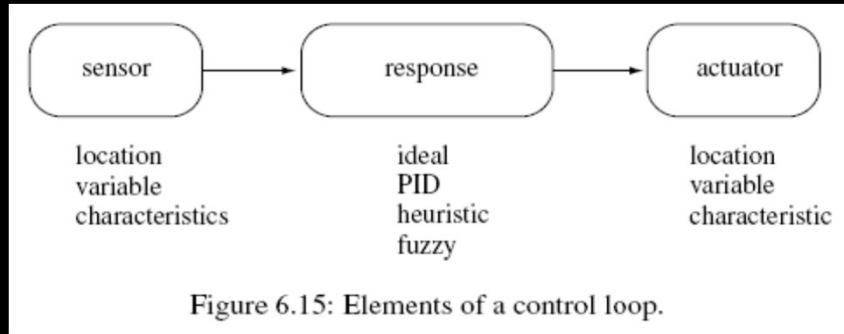 sensor
response
actuator
location
variable
characteristics
ideal
PID
heuristic
fuzzy
location
variable
characteristic
Figure 6.15: Elements of a control loop.